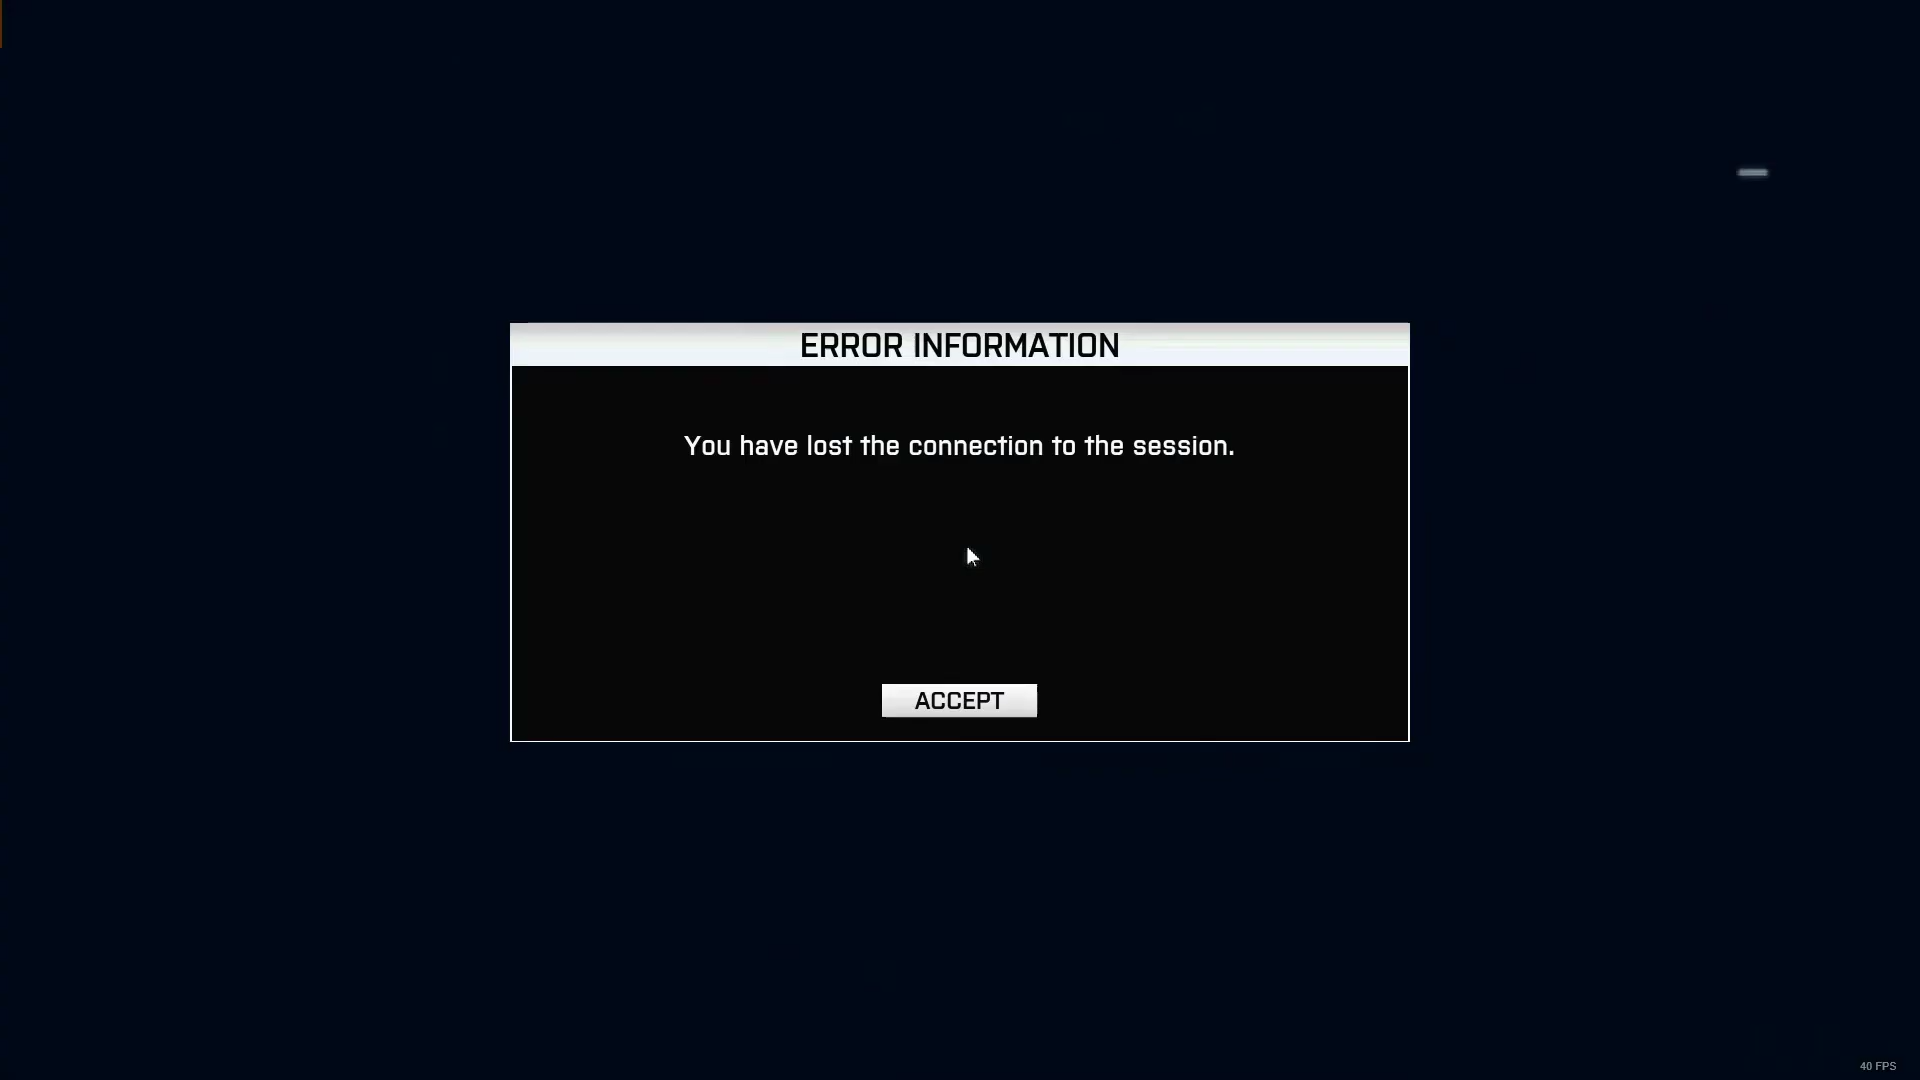 ERROR INFORMATION
You have lost the connection to the session.
ACCEPT
40 FPS